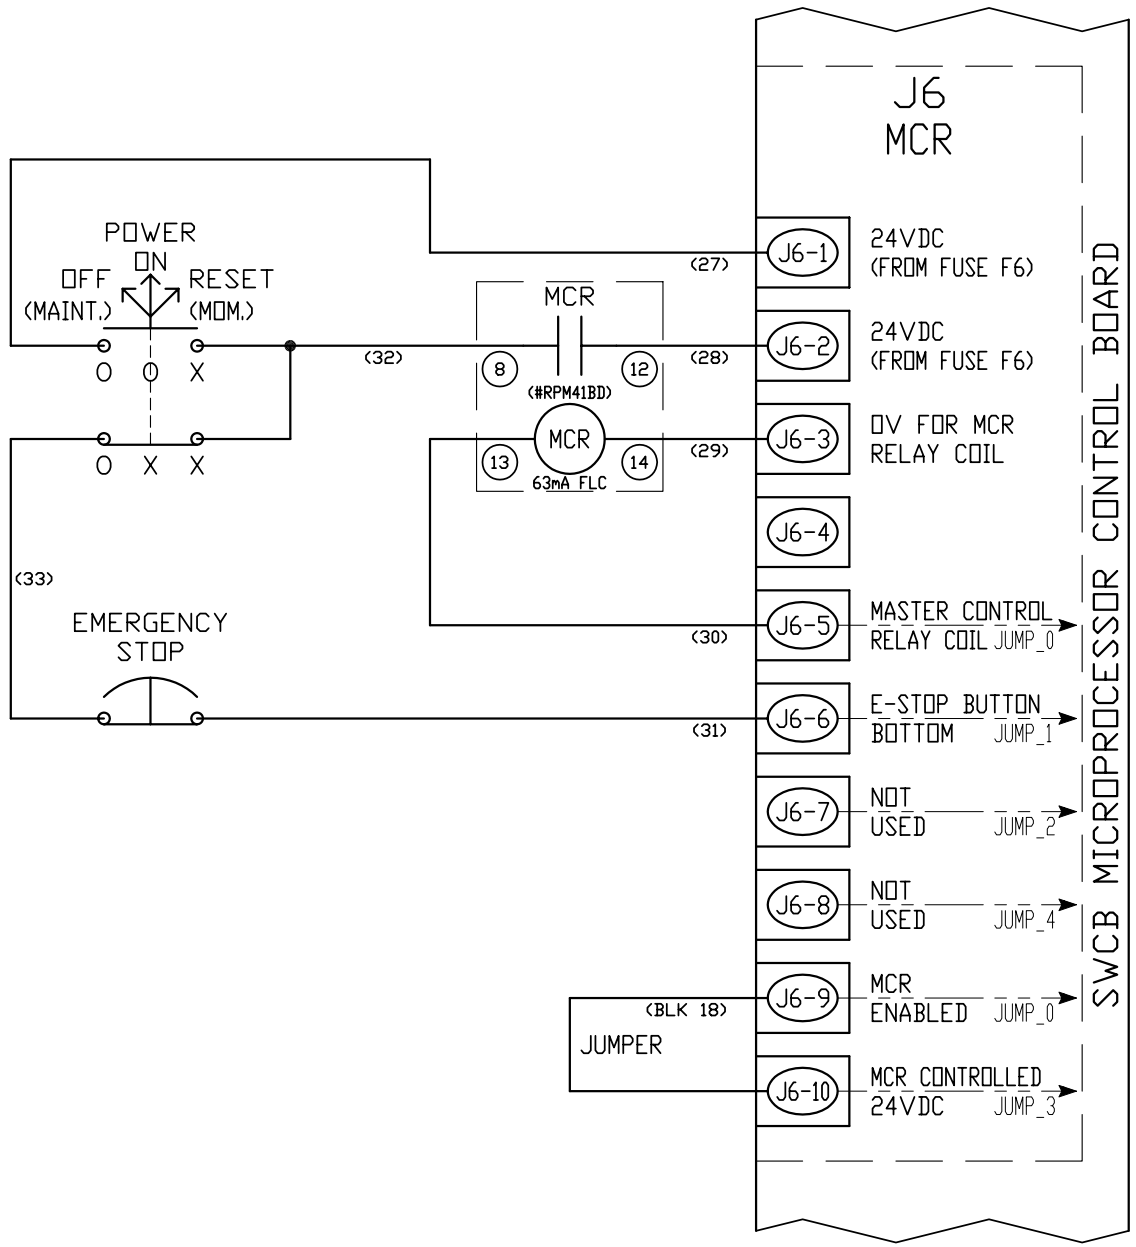 J6
MCR
POWER
ON
OFF
RESET
(MAINT.)
(MOM.)
O O X
O X X
(27)
J6-1
24VDC
(FROM FUSE F6)
MCR
(32)
8
12
(28)
J6-2
24VDC
(FROM FUSE F6)
(#RPM41BD)
MCR
13
14
63mA FLC
(29)
J6-3
0V FOR MCR
RELAY COIL
J6-4
(33)
EMERGENCY
STOP
(30)
J6-5
MASTER CONTROL
RELAY COIL JUMP_0
(31)
J6-6
E-STOP BUTTON
BOTTOM JUMP_1
J6-7
NOT
USED JUMP_2
J6-8
NOT
USED JUMP_4
(BLK 18)
JUMPER
J6-9
MCR
ENABLED JUMP_0
J6-10
MCR CONTROLLED
24VDC JUMP_3
SWCB MICROPROCESSOR CONTROL BOARD